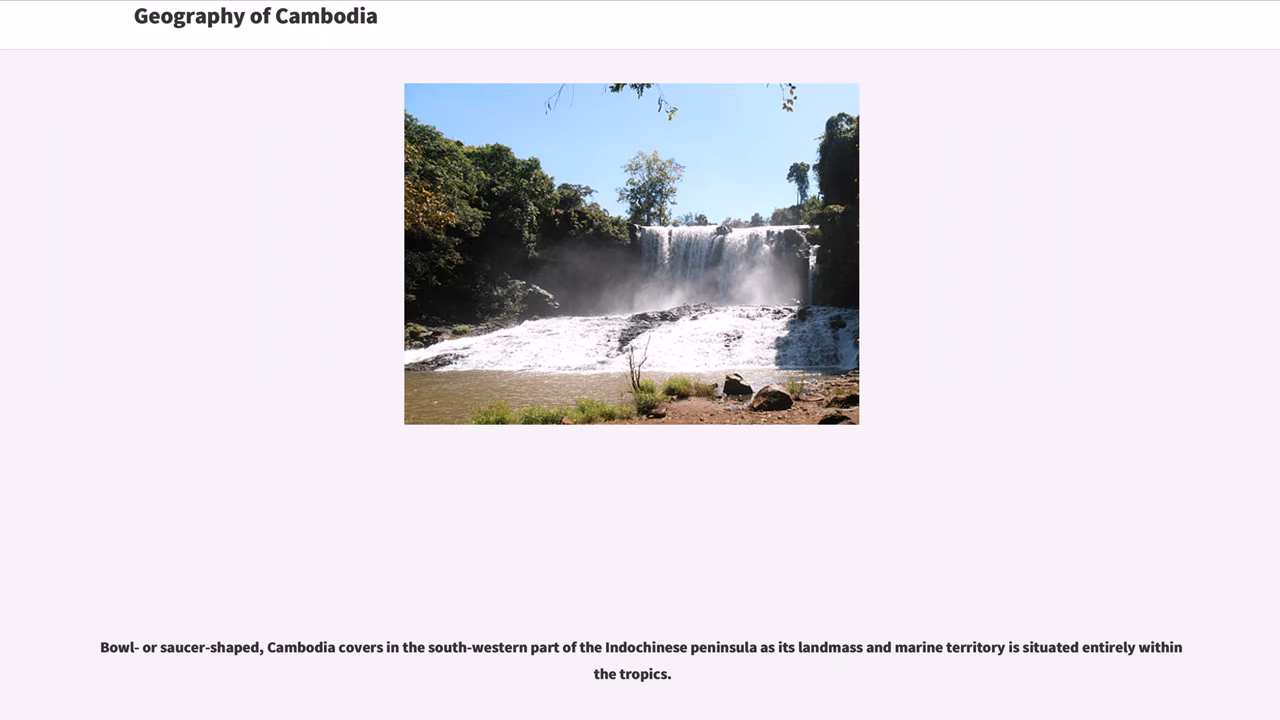 Geography of Cambodia
Bowl- or saucer-shaped, Cambodia covers in the south-western part of the Indochinese peninsula as its landmass and marine territory is situated entirely within
the tropics.